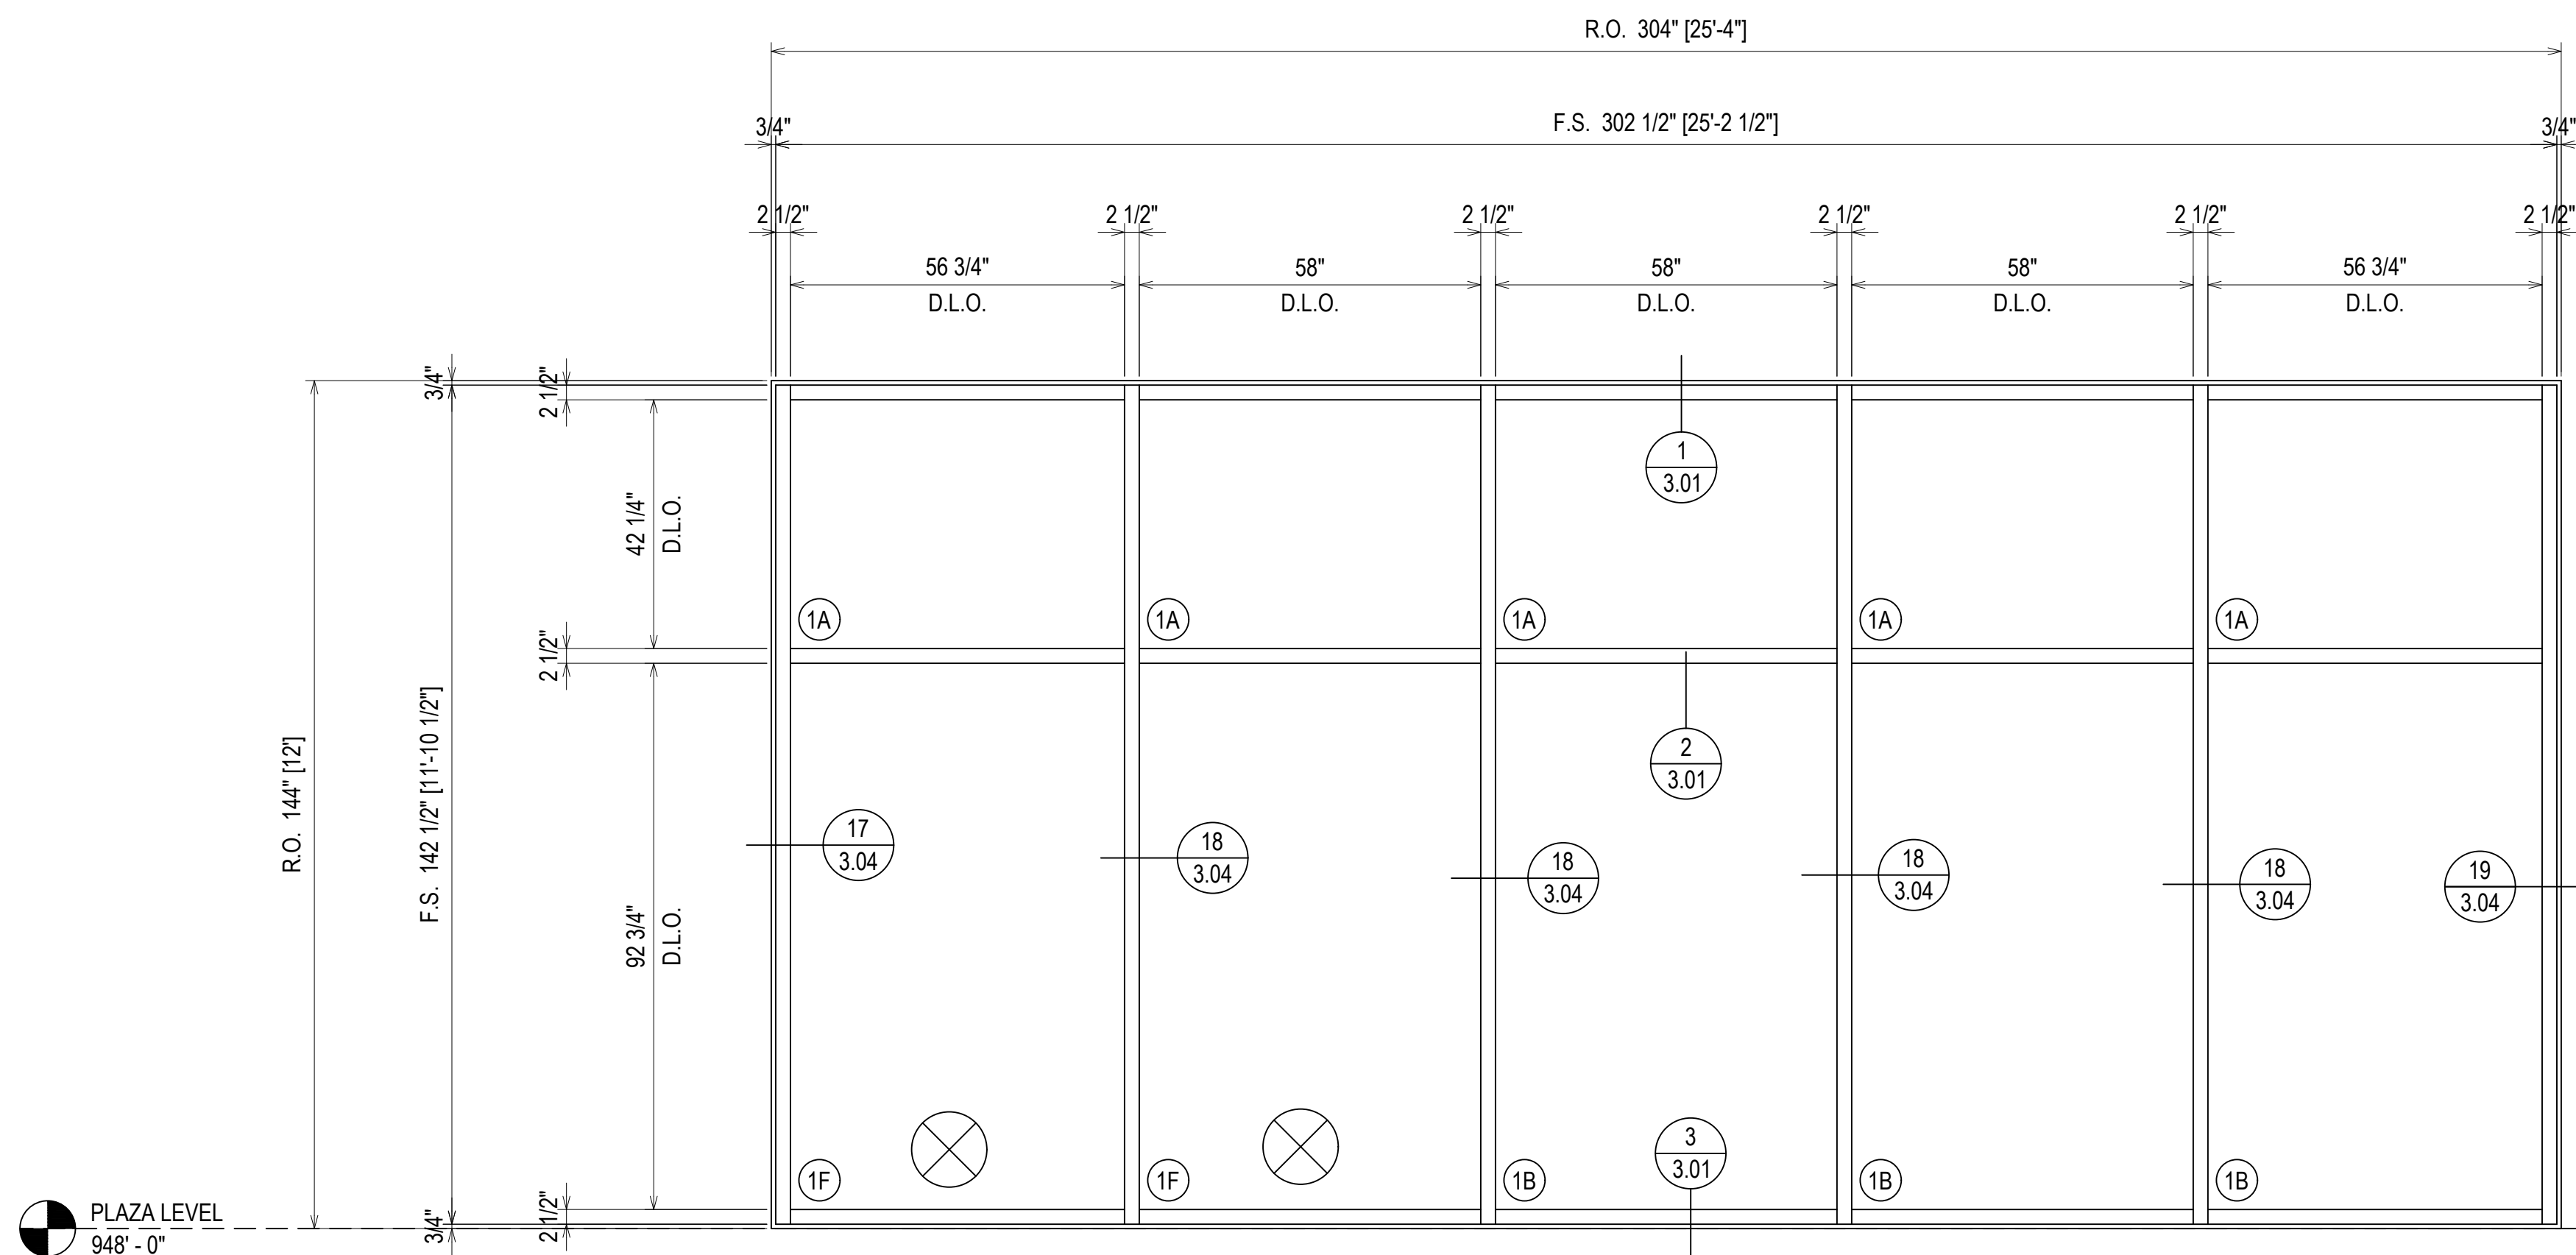 R.O. 304" [25'-4"]
3/4" F.S. 302 1/2" [25'-2 1/2"] 3/4"
2 1/2" 2 1/2" 2 1/2" 2 1/2" 2 1/2" 2 1/2"
56 3/4" 58" 58" 58" 56 3/4"
D.L.O. D.L.O. D.L.O. D.L.O. D.L.O.
3/4"
2 1/2"
1
3.01
42 1/4"
D.L.O.
1A 1A 1A 1A 1A
2 1/2"
R.O. 144" [12']
F.S. 142 1/2" [11'-10 1/2"]
2
3.01
17
3.04
18
3.04
18
3.04
18
3.04
18
3.04
19
3.04
92 3/4"
D.L.O.
3
3.01
1F 1F 1B 1B 1B
2 1/2"
3/4"
PLAZA LEVEL
948' - 0"